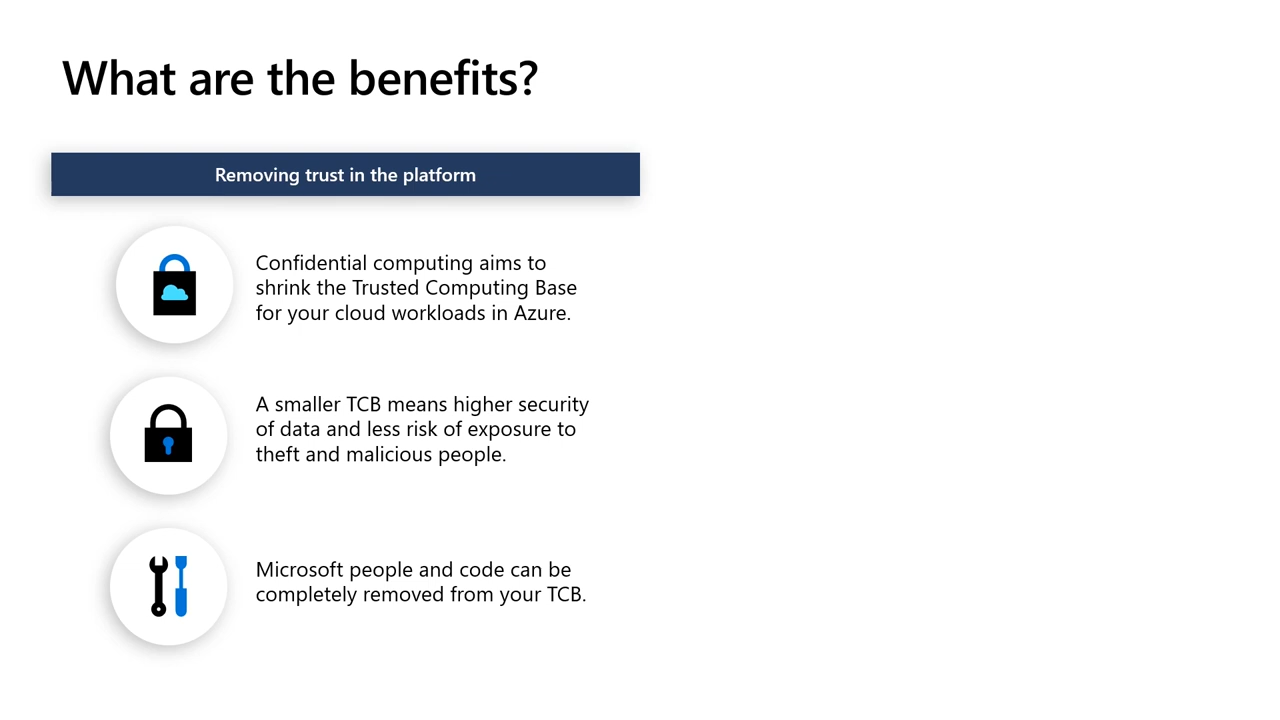 What are the benefits?
Removing trust in the platform
Confidential computing aims to
shrink the Trusted Computing Base
for your cloud workloads in Azure.
A smaller TCB means higher security
of data and less risk of exposure to
theft and malicious people.
Microsoft people and code can be
completely removed from your TCB.